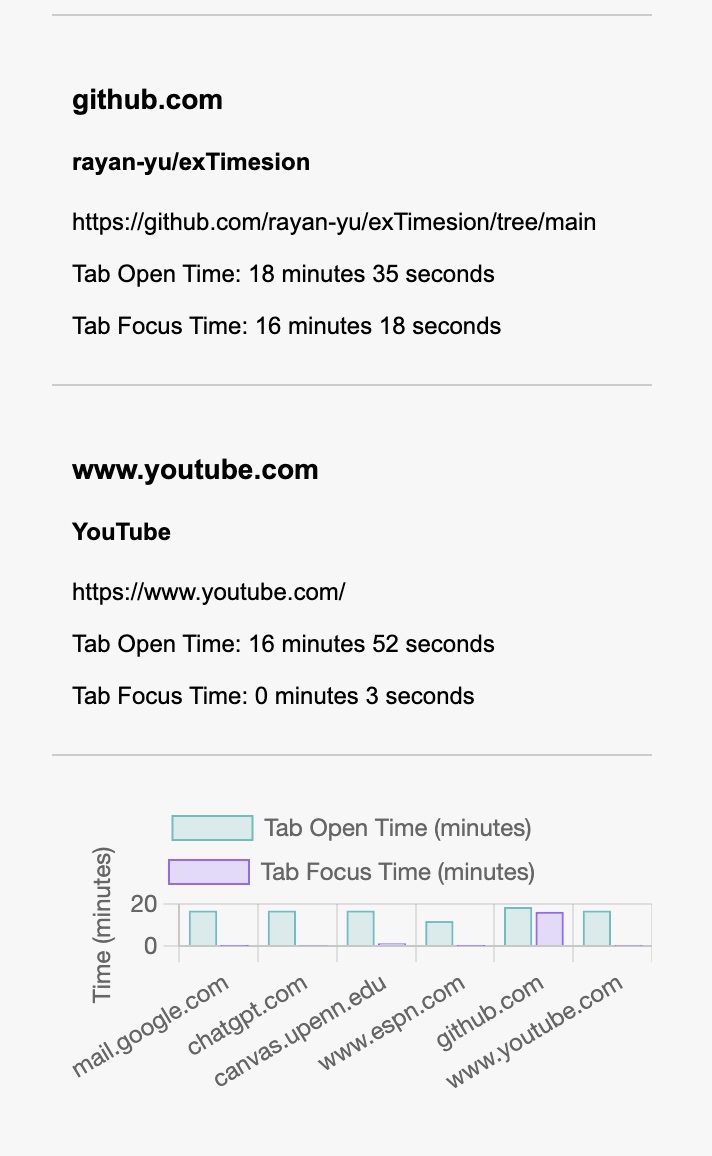 github.com
rayan-yu/exTimesion
https://github.com/rayan-yu/exTimesion/tree/main
Tab Open Time: 18 minutes 35 seconds
Tab Focus Time: 16 minutes 18 seconds
www.youtube.com
YouTube
https://www.youtube.com/
Tab Open Time: 16 minutes 52 seconds
Tab Focus Time: 0 minutes 3 seconds
Tab Open Time (minutes)
Tab Focus Time (minutes)
Time (minutes)
20
0
mail.google.com
chatgpt.com
canvas.upenn.edu
www.espn.com
github.com
www.youtube.com